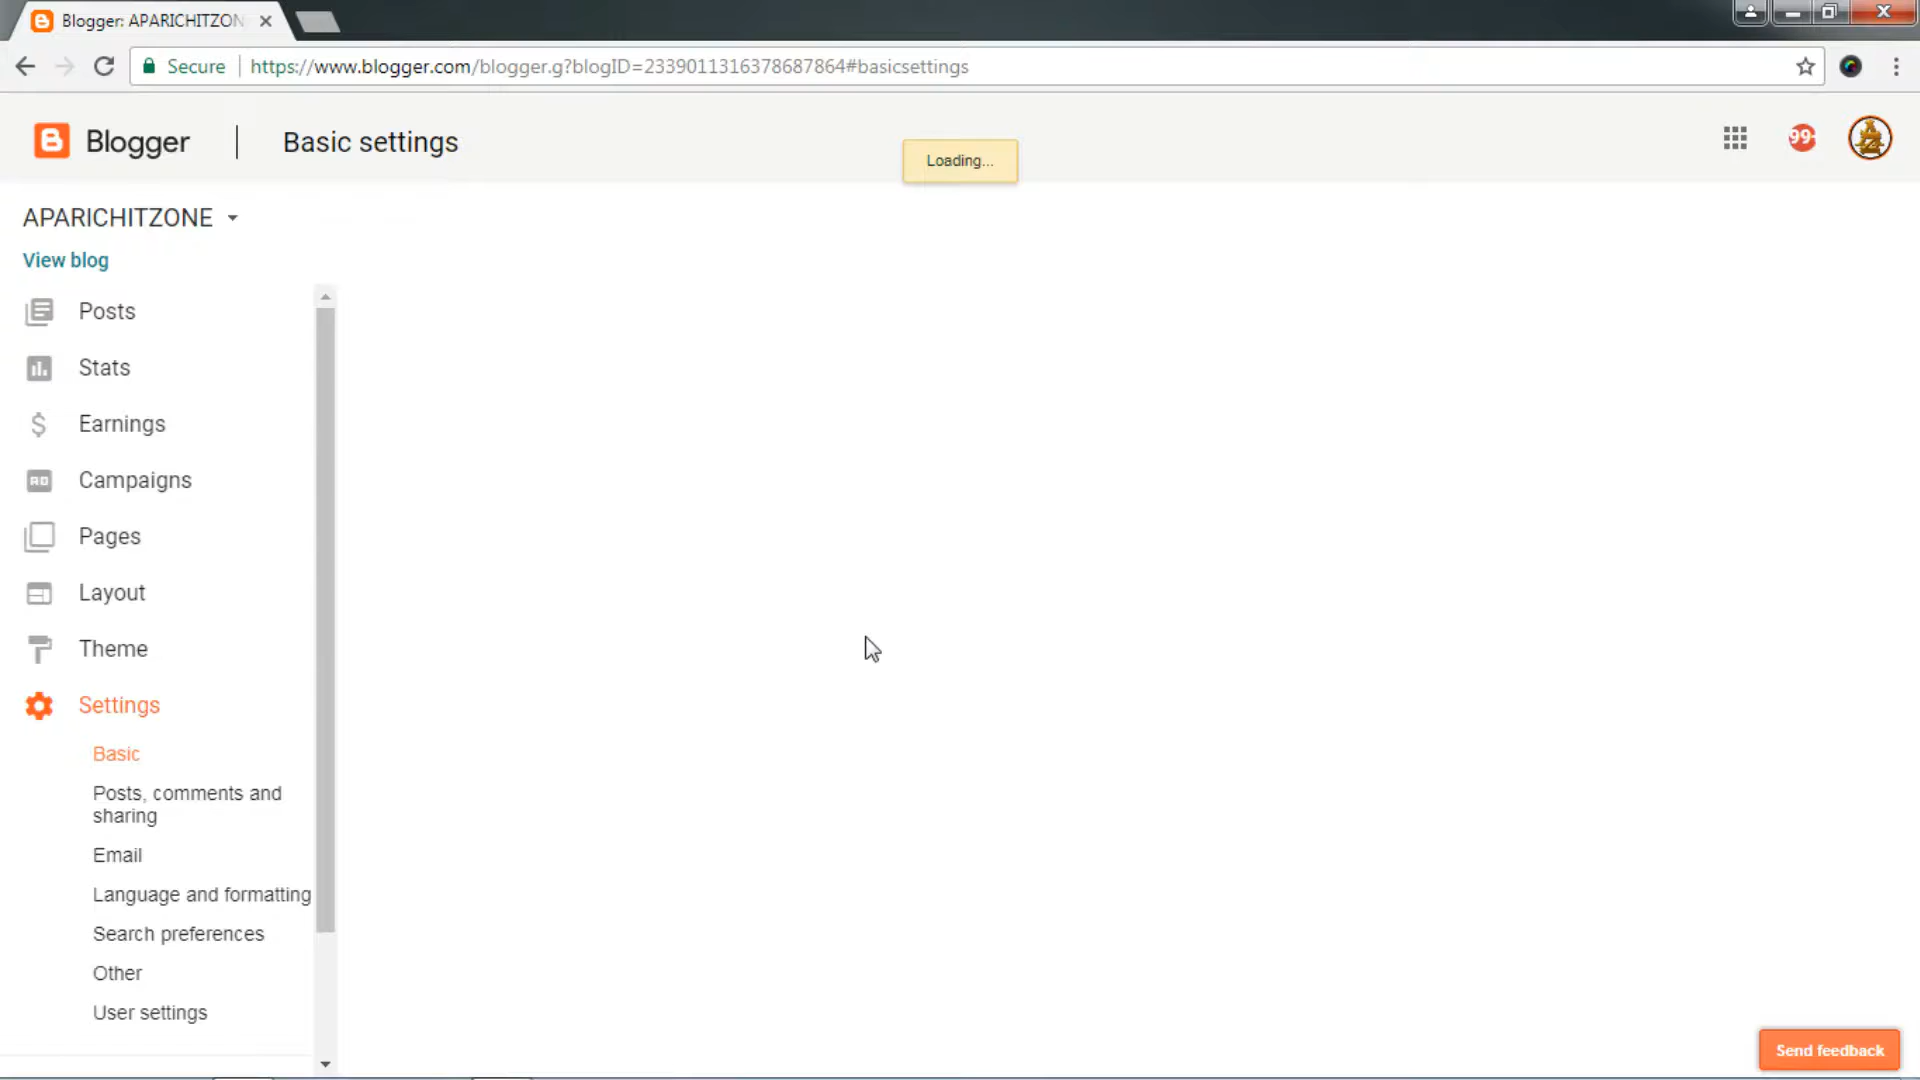 Blogger: APARICHITZON
Secure https://www.blogger.com/blogger.g?blogID=2339011316378687864#basicsettings
Blogger Basic settings
Loading...
99+
APARICHITZONE
View blog
Posts
Stats
Earnings
Campaigns
Pages
Layout
Theme
Settings
Basic
Posts, comments and
sharing
Email
Language and formatting
Search preferences
Other
User settings
Send feedback